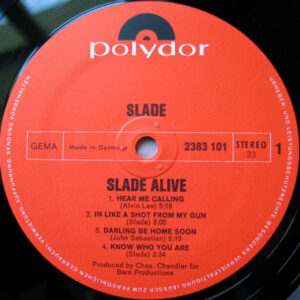 polydor
SLADE
GEMA
Made in Germany
2383 101
STEREO
33
1
SLADE ALIVE
1. HEAR ME CALLING
(Alvin Lee) 5:18
2. IN LIKE A SHOT FROM MY GUN
(Slade) 3:00
3. DARLING BE HOME SOON
(John Sebastian) 5:10
4. KNOW WHO YOU ARE
(Slade) 3.34
Produced by Chas. Chandler for
Barn Productions